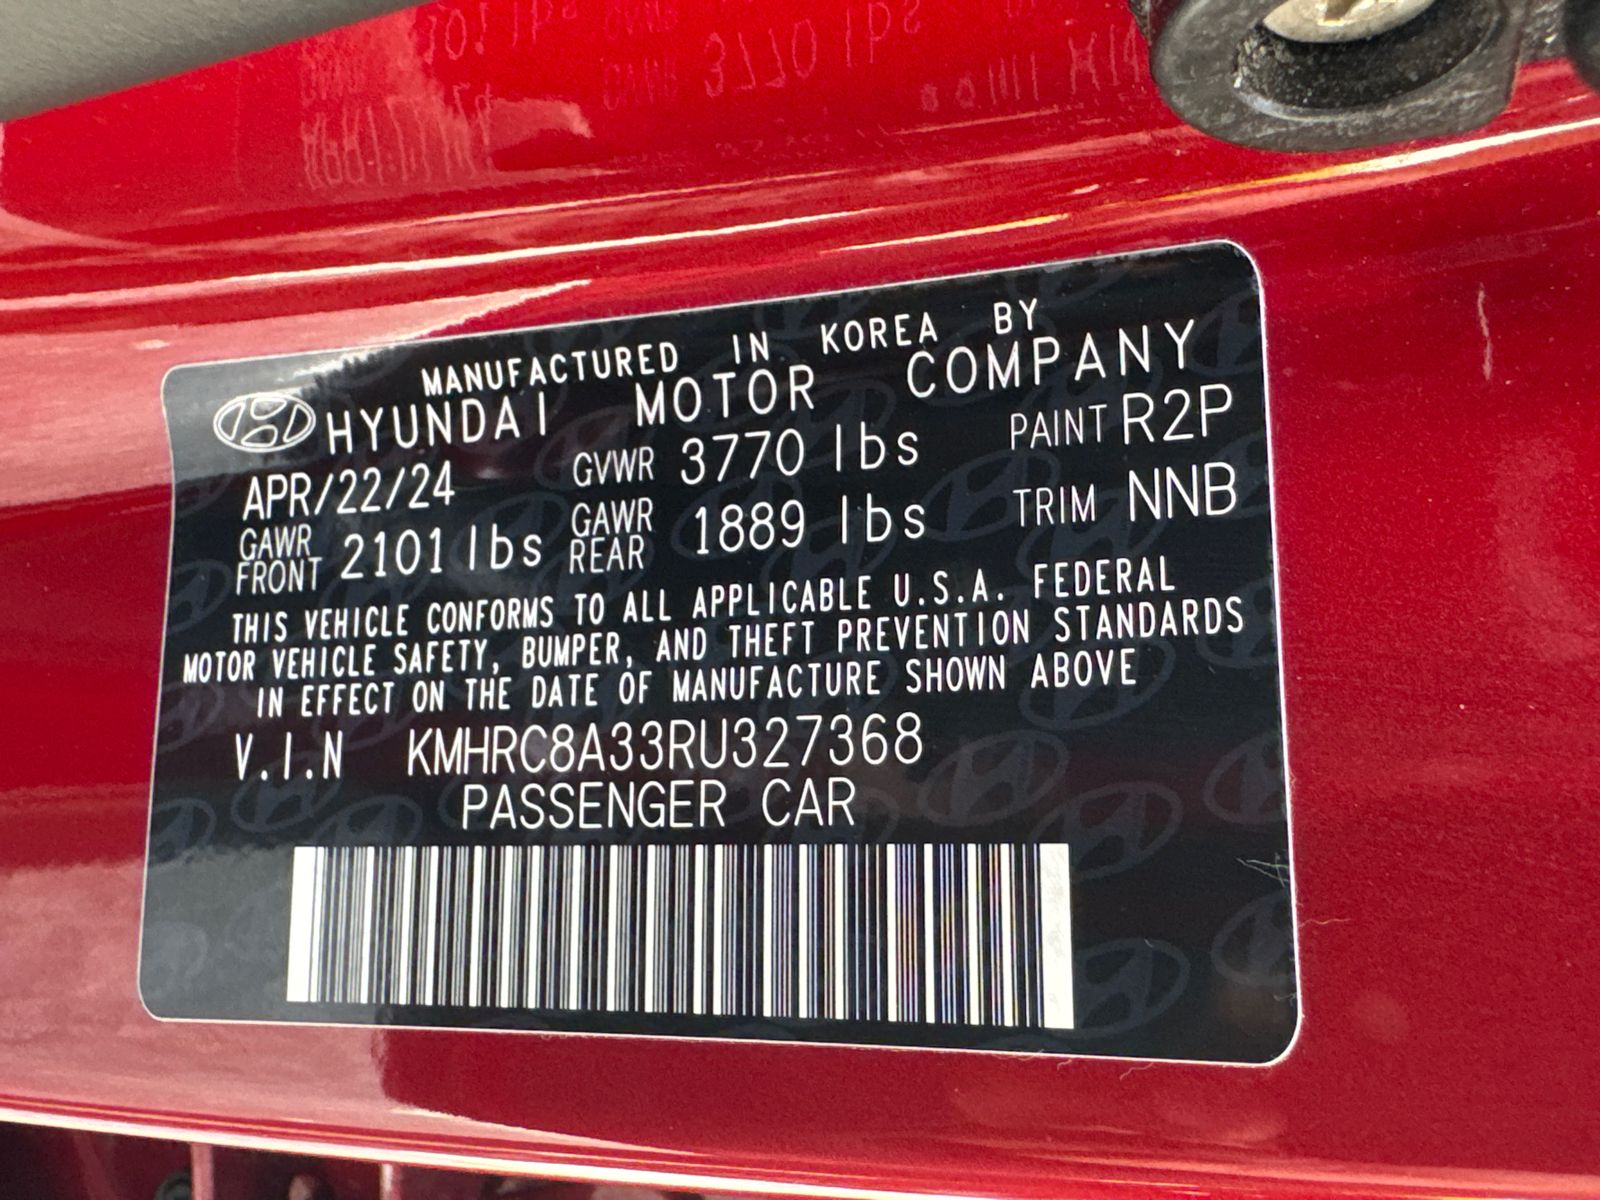 MANUFACTURED IN KOREA BY
HYUNDAI MOTOR COMPANY
APR/22/24 GVWR 3770 lbs PAINT R2P
GAWR FRONT 2101 lbs GAWR REAR 1889 lbs TRIM NNB
THIS VEHICLE CONFORMS TO ALL APPLICABLE U.S.A. FEDERAL
MOTOR VEHICLE SAFETY, BUMPER, AND THEFT PREVENTION STANDARDS
IN EFFECT ON THE DATE OF MANUFACTURE SHOWN ABOVE
V.I.N KMHRC8A33RU327368
PASSENGER CAR